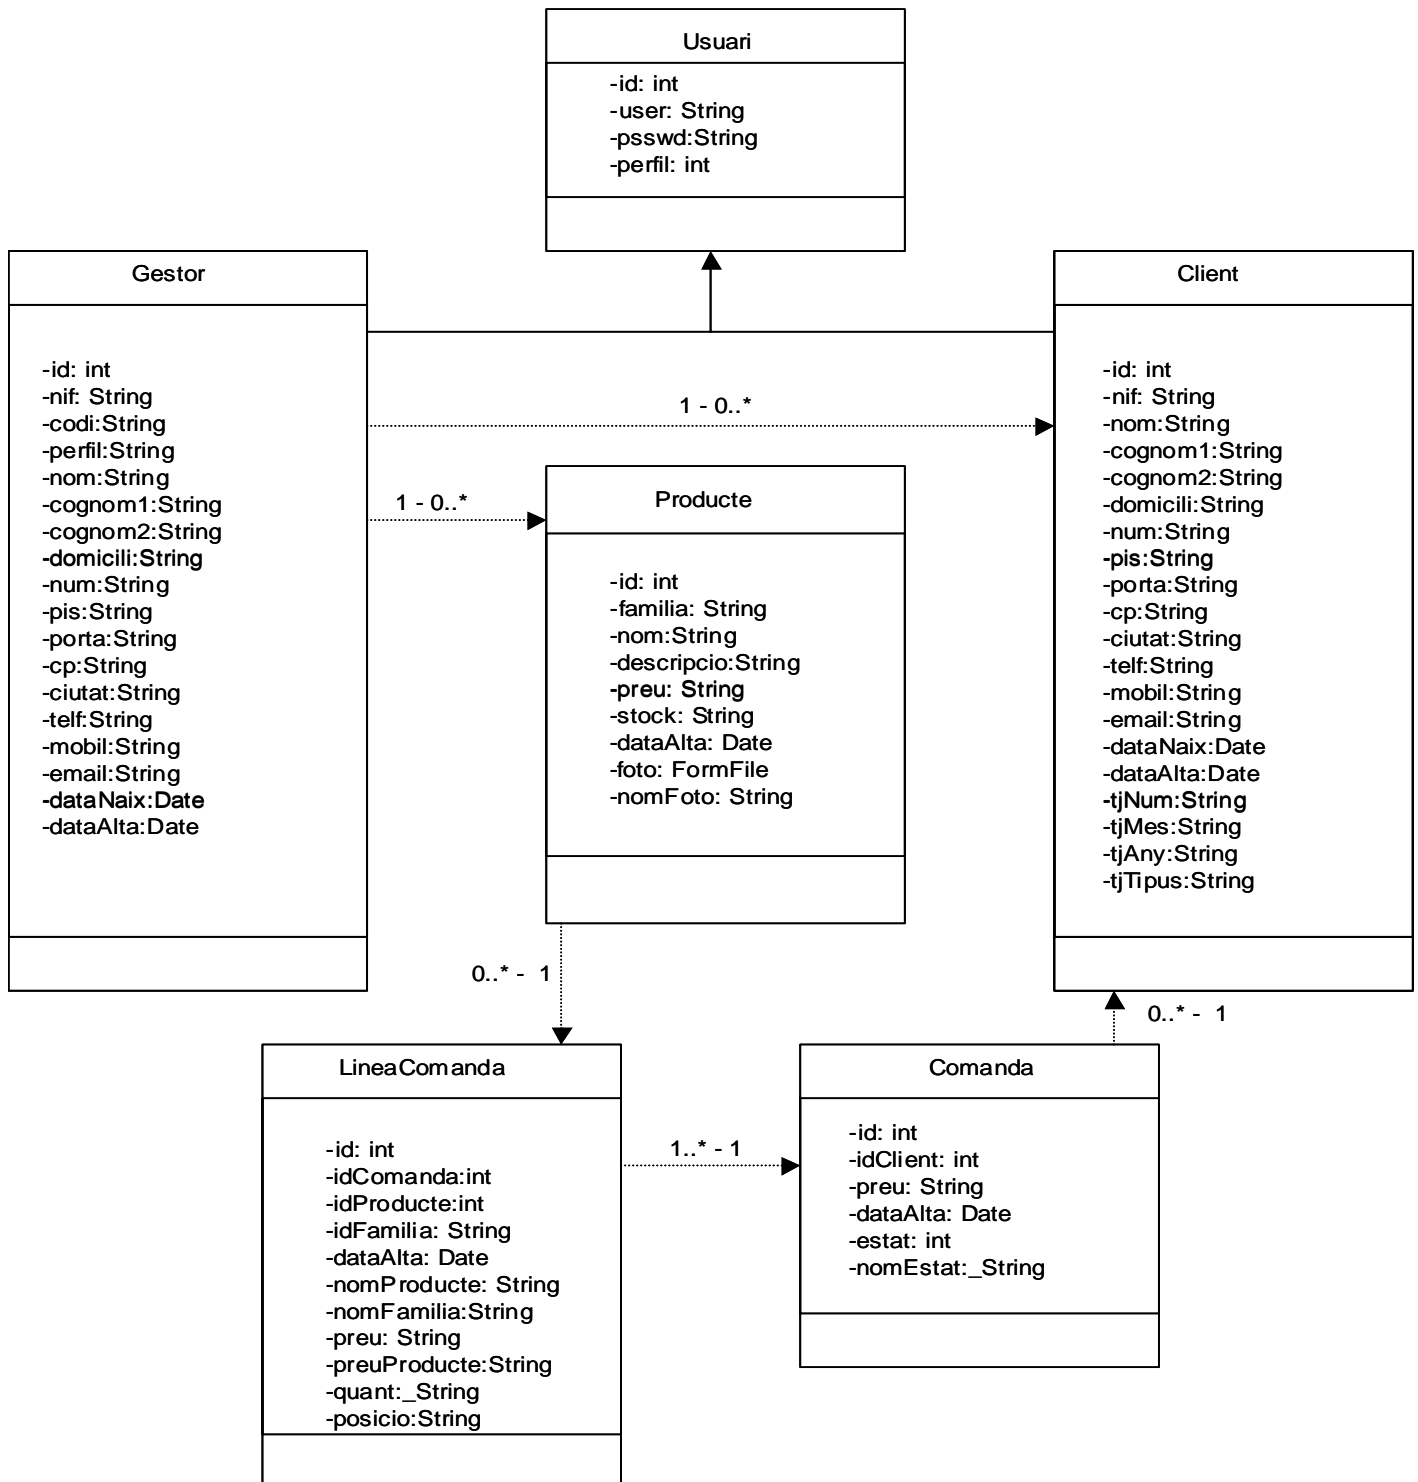 Usuari
-id: int
-user: String
-psswd:String
-perfil: int
Gestor
-id: int
-nif: String
-codi:String
-perfil:String
-nom:String
-cognom1:String
-cognom2:String
-domicili:String
-num:String
-pis:String
-porta:String
-cp:String
-ciutat:String
-telf:String
-mobil:String
-email:String
-dataNaix:Date
-dataAlta:Date
Client
-id: int
-nif: String
-nom:String
-cognom1:String
-cognom2:String
-domicili:String
-num:String
-pis:String
-porta:String
-cp:String
-ciutat:String
-telf:String
-mobil:String
-email:String
-dataNaix:Date
-dataAlta:Date
-tjNum:String
-tjMes:String
-tjAny:String
-tjTipus:String
1 - 0..*
1 - 0..*
Producte
-id: int
-familia: String
-nom:String
-descripcio:String
-preu: String
-stock: String
-dataAlta: Date
-foto: FormFile
-nomFoto: String
0..* - 1
0..* - 1
LineaComanda
-id: int
-idComanda:int
-idProducte:int
-idFamilia: String
-dataAlta: Date
-nomProducte: String
-nomFamilia:String
-preu: String
-preuProducte:String
-quant:_String
-posicio:String
1..* - 1
Comanda
-id: int
-idClient: int
-preu: String
-dataAlta: Date
-estat: int
-nomEstat:_String